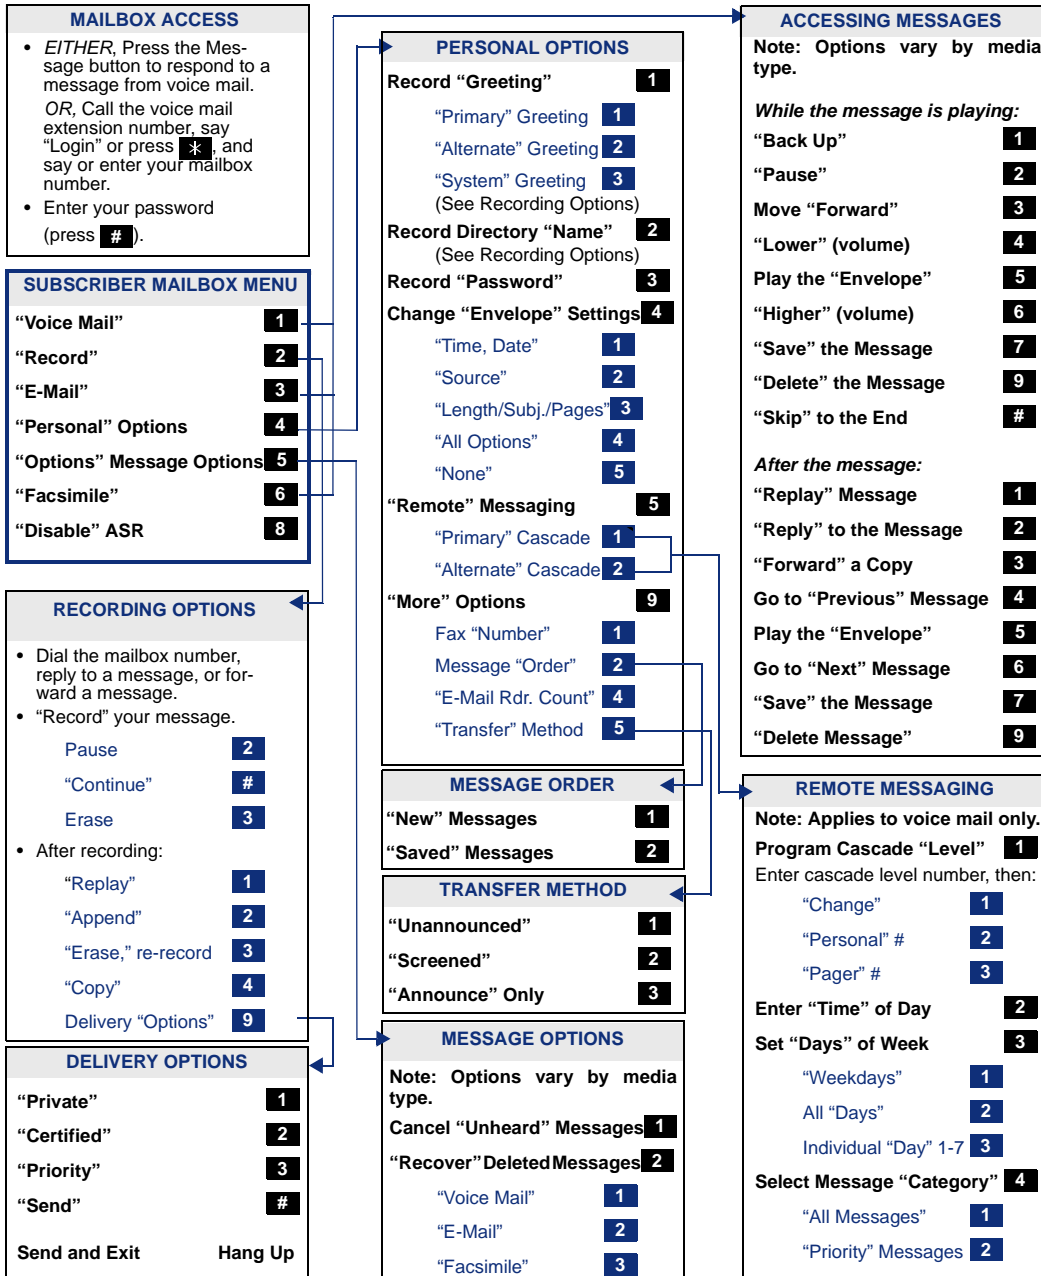 MAILBOX ACCESS
• EITHER, Press the Mes-
sage button to respond to a
message from voice mail.
OR, Call the voice mail
extension number, say
“Login” or press * , and
say or enter your mailbox
number.
• Enter your password
(press # ).
SUBSCRIBER MAILBOX MENU
“Voice Mail” 1
“Record” 2
“E-Mail” 3
“Personal” Options 4
“Options” Message Options 5
“Facsimile” 6
“Disable” ASR 8
RECORDING OPTIONS
• Dial the mailbox number,
reply to a message, or for-
ward a message.
• “Record” your message.
Pause 2
“Continue” #
Erase 3
• After recording:
“Replay” 1
“Append” 2
“Erase,” re-record 3
“Copy” 4
Delivery “Options” 9
DELIVERY OPTIONS
“Private” 1
“Certified” 2
“Priority” 3
“Send” #
Send and Exit Hang Up
PERSONAL OPTIONS
Record “Greeting” 1
“Primary” Greeting 1
“Alternate” Greeting 2
“System” Greeting 3
(See Recording Options)
Record Directory “Name” 2
(See Recording Options)
Record “Password” 3
Change “Envelope” Settings 4
“Time, Date” 1
“Source” 2
“Length/Subj./Pages” 3
“All Options” 4
“None” 5
“Remote” Messaging 5
“Primary” Cascade 1
“Alternate” Cascade 2
“More” Options 9
Fax “Number” 1
Message “Order” 2
“E-Mail Rdr. Count” 4
“Transfer” Method 5
MESSAGE ORDER
“New” Messages 1
“Saved” Messages 2
TRANSFER METHOD
“Unannounced” 1
“Screened” 2
“Announce” Only 3
MESSAGE OPTIONS
Note: Options vary by media
type.
Cancel “Unheard” Messages 1
“Recover” Deleted Messages 2
“Voice Mail” 1
“E-Mail” 2
“Facsimile” 3
ACCESSING MESSAGES
Note: Options vary by media
type.
While the message is playing:
“Back Up” 1
“Pause” 2
Move “Forward” 3
“Lower” (volume) 4
Play the “Envelope” 5
“Higher” (volume) 6
“Save” the Message 7
“Delete” the Message 9
“Skip” to the End #
After the message:
“Replay” Message 1
“Reply” to the Message 2
“Forward” a Copy 3
Go to “Previous” Message 4
Play the “Envelope” 5
Go to “Next” Message 6
“Save” the Message 7
“Delete Message” 9
REMOTE MESSAGING
Note: Applies to voice mail only.
Program Cascade “Level” 1
Enter cascade level number, then:
“Change” 1
“Personal” # 2
“Pager” # 3
Enter “Time” of Day 2
Set “Days” of Week 3
“Weekdays” 1
All “Days” 2
Individual “Day” 1-7 3
Select Message “Category” 4
“All Messages” 1
“Priority” Messages 2